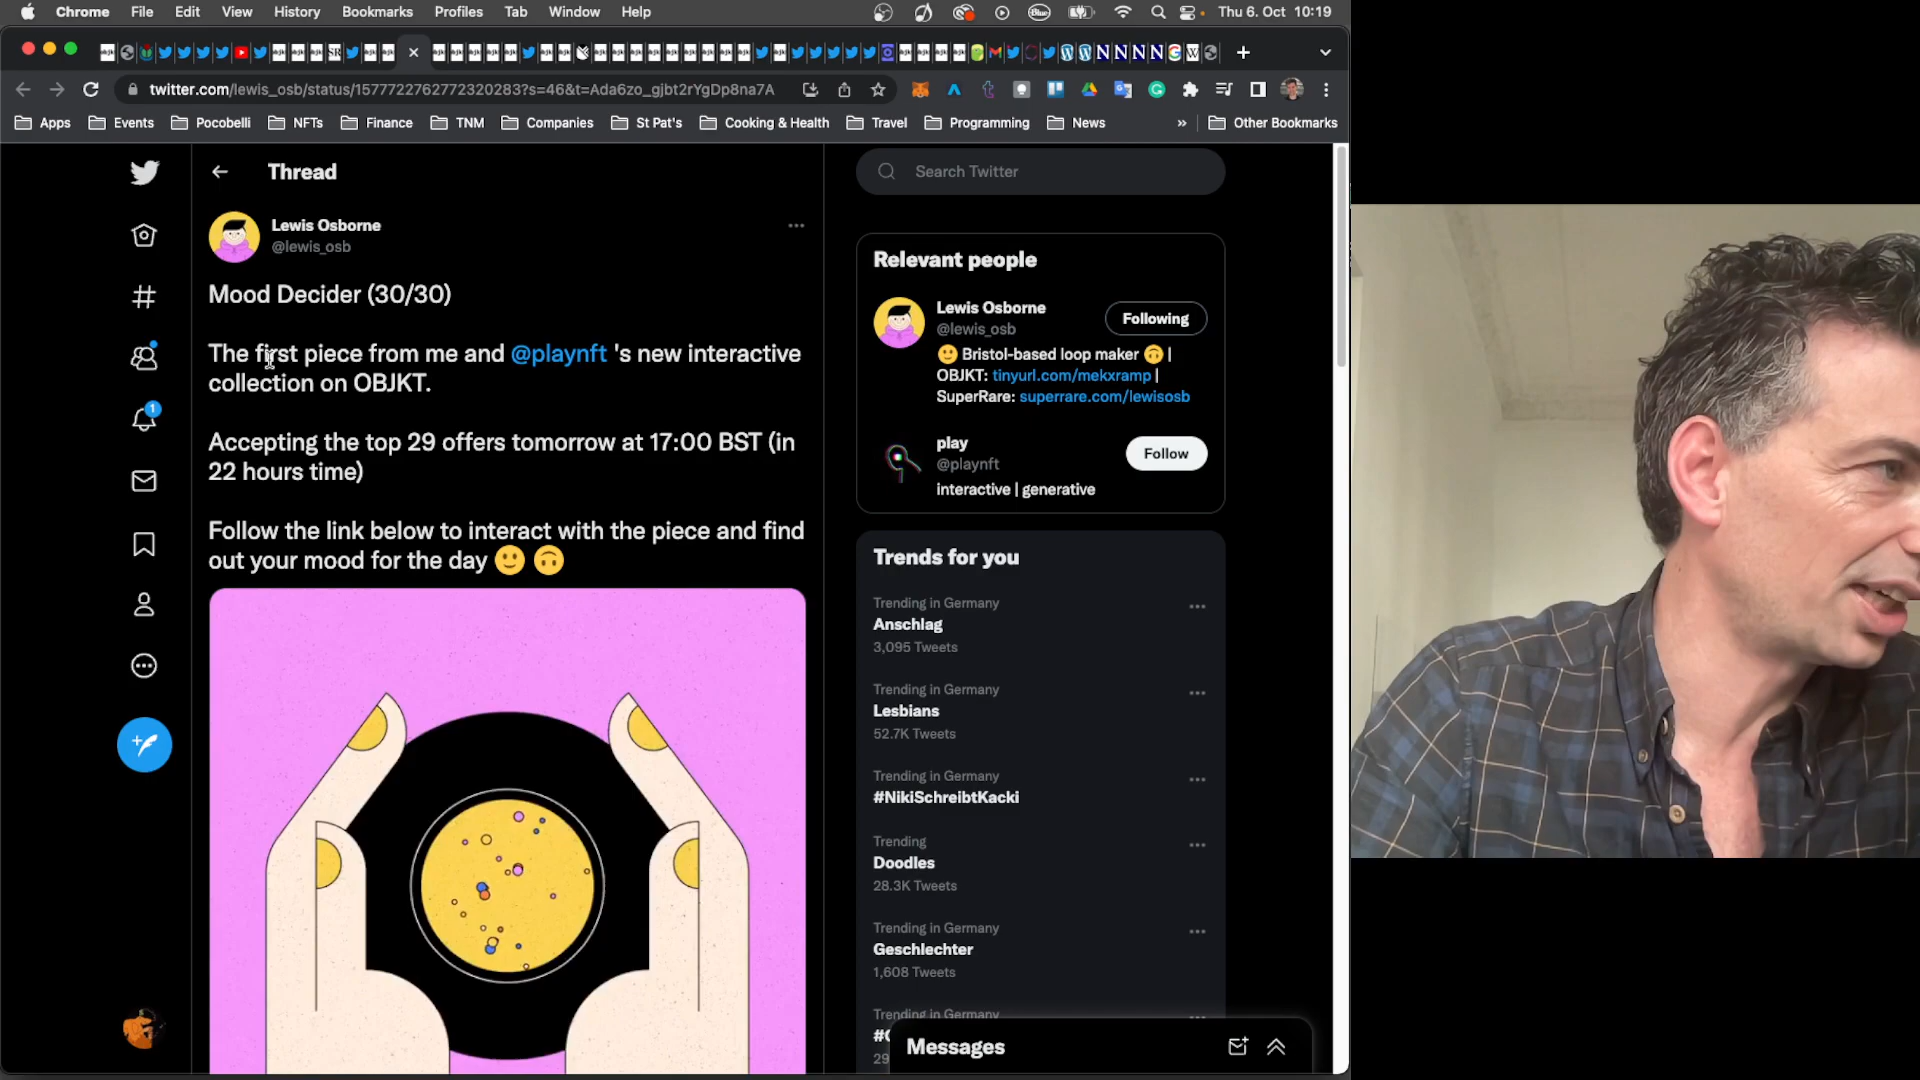 Chrome File Edit View History Bookmarks Profiles Tab Window Help Blue Thu 6. Oct 10:19
twitter.com/lewis_osb/status/1577722762772320283?s=46&t=Ada6zo_gjbt2rYgDp8na7A
Apps Events Pocobelli NFTs Finance TNM Companies St Pat's Cooking & Health Travel Programming News » Other Bookmarks
Thread
Lewis Osborne
@lewis_osb
Mood Decider (30/30)
The first piece from me and @playnft 's new interactive
collection on OBJKT.
Accepting the top 29 offers tomorrow at 17:00 BST (in
22 hours time)
Follow the link below to interact with the piece and find
out your mood for the day 🙂 🙃
1
Search Twitter
Relevant people
Lewis Osborne
@lewis_osb
Following
🙂 Bristol-based loop maker 🙃 |
OBJKT: tinyurl.com/mekxramp |
SuperRare: superrare.com/lewisosb
play
@playnft
Follow
interactive | generative
Trends for you
Trending in Germany
Anschlag
3,095 Tweets
Trending in Germany
Lesbians
52.7K Tweets
Trending in Germany
#NikiSchreibtKacki
Trending
Doodles
28.3K Tweets
Trending in Germany
Geschlechter
1,608 Tweets
Trending in Germany
Messages